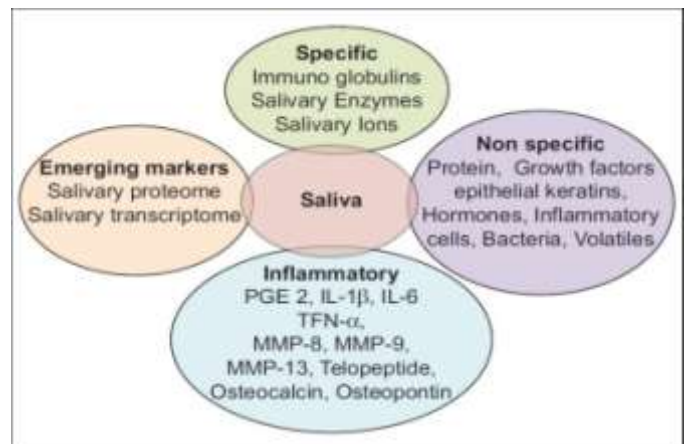 Specific
Immuno globulins
Salivary Enzymes
Salivary Ions
Emerging markers
Salivary proteome
Salivary transcriptome
Saliva
Non specific
Protein, Growth factors
epithelial keratins,
Hormones, Inflammatory
cells, Bacteria, Volatiles
Inflammatory
PGE 2, IL-1β, IL-6
TFN-α,
MMP-8, MMP-9,
MMP-13, Telopeptide,
Osteocalcin, Osteopontin